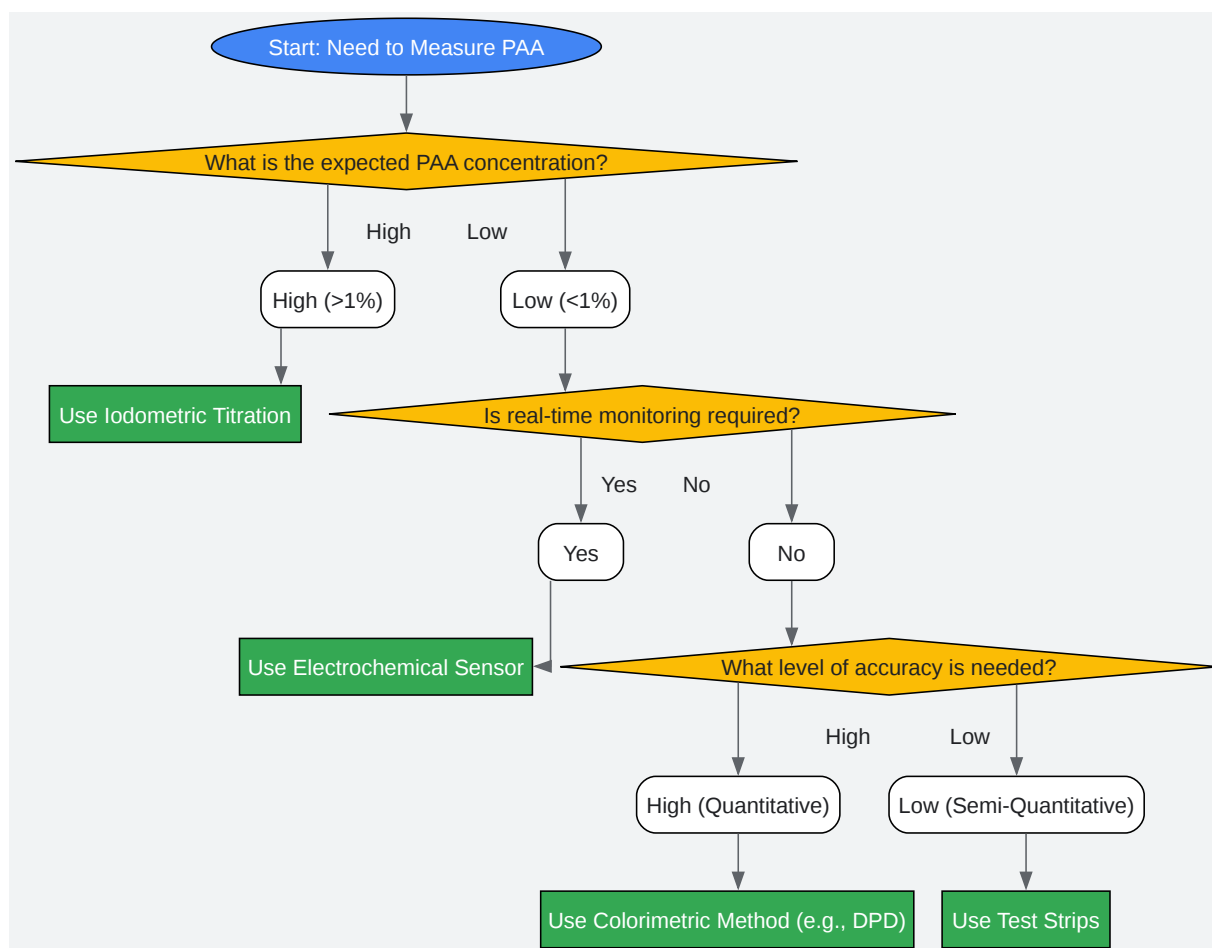 Start: Need to Measure PAA
What is the expected PAA concentration?
High
Low
High (>1%)
Low (<1%)
Use Iodometric Titration
Is real-time monitoring required?
Yes
No
Yes
No
Use Electrochemical Sensor
What level of accuracy is needed?
High
Low
High (Quantitative)
Low (Semi-Quantitative)
Use Colorimetric Method (e.g., DPD)
Use Test Strips